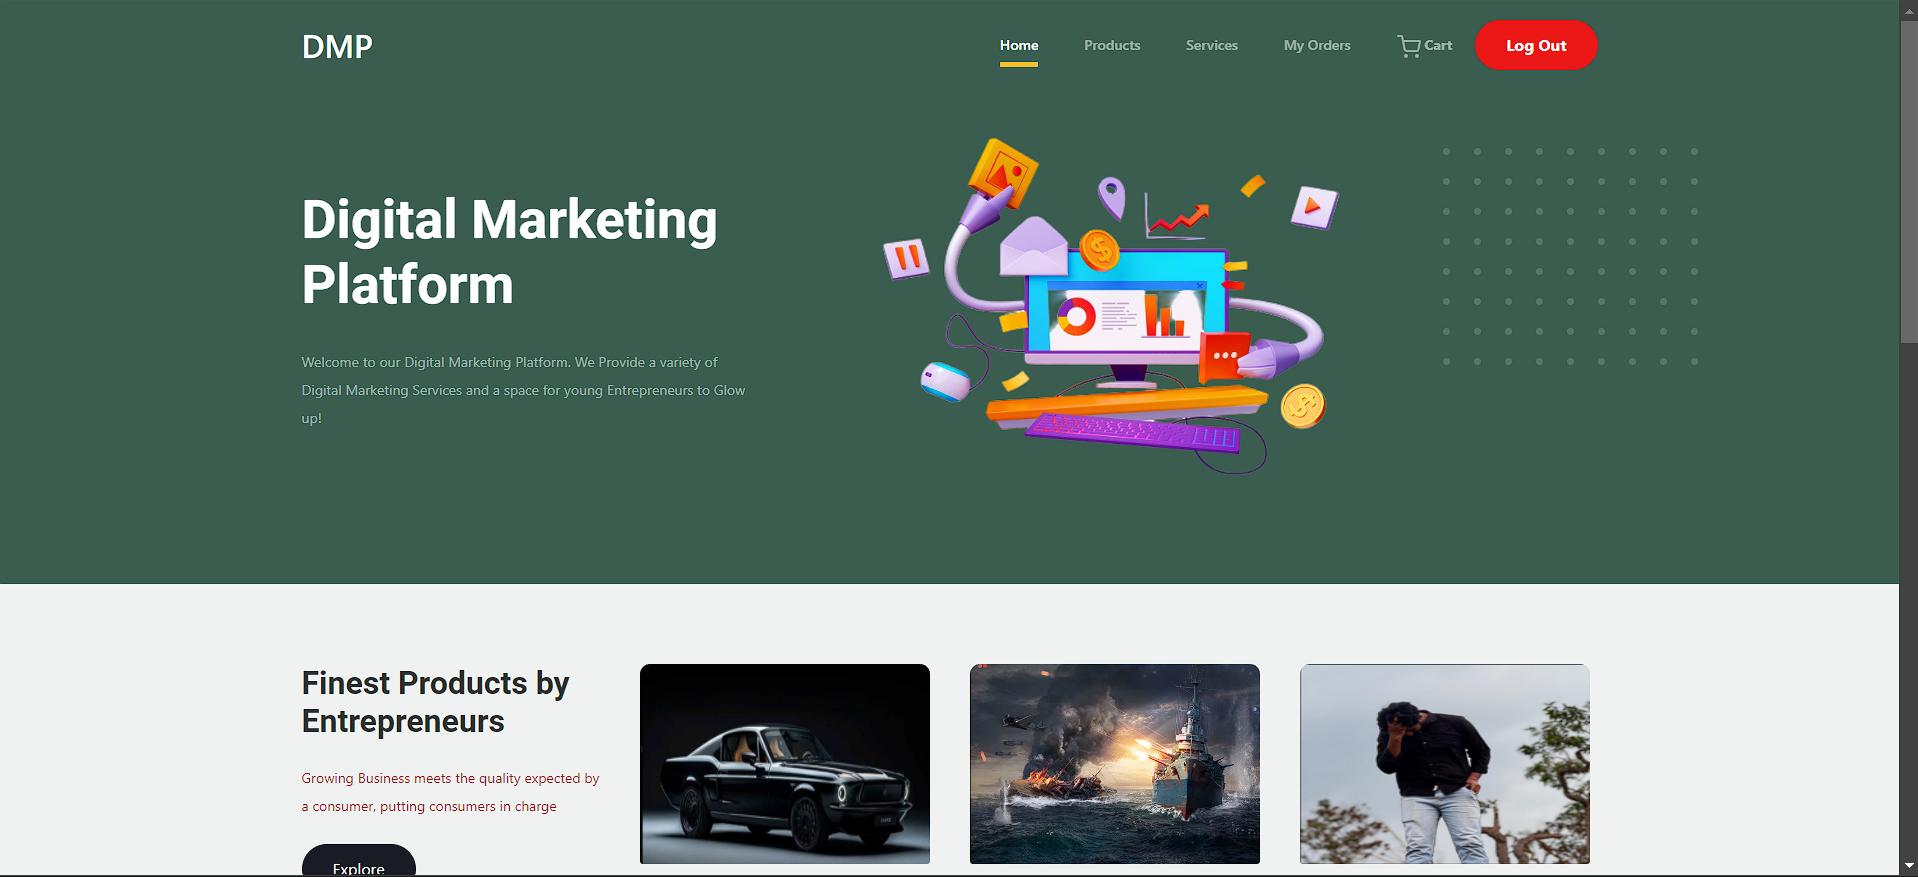 DMP
Home
Products
Services
My Orders
Cart
Log Out
Digital Marketing
Platform
Welcome to our Digital Marketing Platform. We Provide a variety of
Digital Marketing Services and a space for young Entrepreneurs to Glow
up!
Finest Products by
Entrepreneurs
Growing Business meets the quality expected by
a consumer, putting consumers in charge
Explore